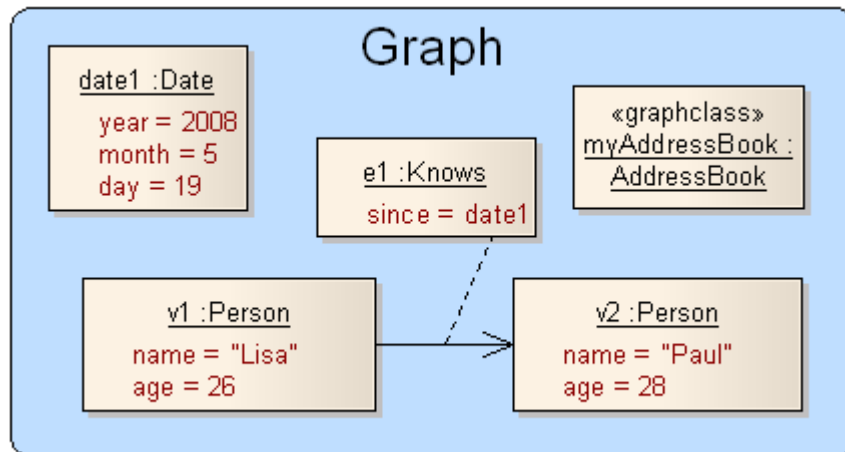 Graph
date1 :Date
year = 2008
month = 5
day = 19
«graphclass»
myAddressBook :
AddressBook
e1 :Knows
since = date1
v1 :Person
name = "Lisa"
age = 26
v2 :Person
name = "Paul"
age = 28